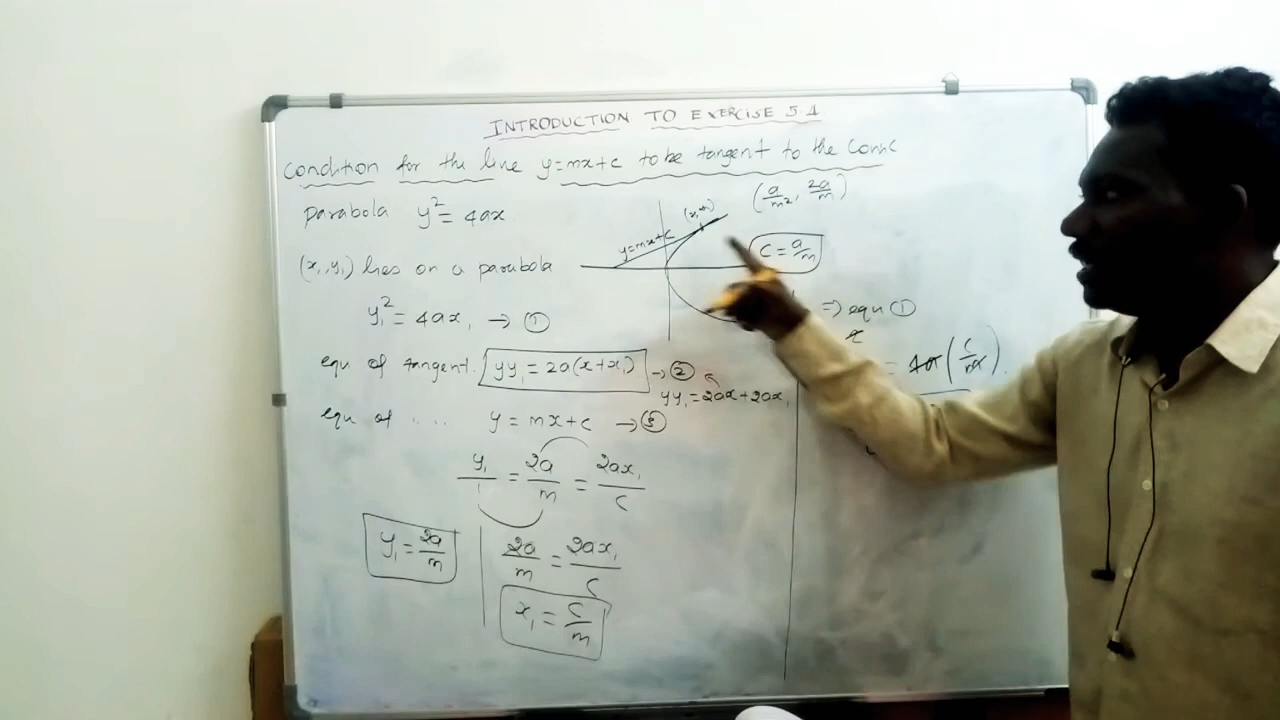 INTRODUCTION TO EXERCISE 5.4
Condition for the line y=mx+c to be tangent to the Conic
Parabola y² = 4ax
(x₁, y₁) lies on a parabola
y₁² = 4ax₁ → ①
equ of tangent. yy₁ = 2a(x+x₁) → ②
yy₁ = 2ax + 2ax₁
equ of .... y = mx+c → ③
y₁/1 = 2a/m = 2ax₁/c
y₁ = 2a/m
2a/m = 2ax₁/c
x₁ = c/m
y=mx+c
(a/m², 2a/m)
c = a/m
⇒ equ ①